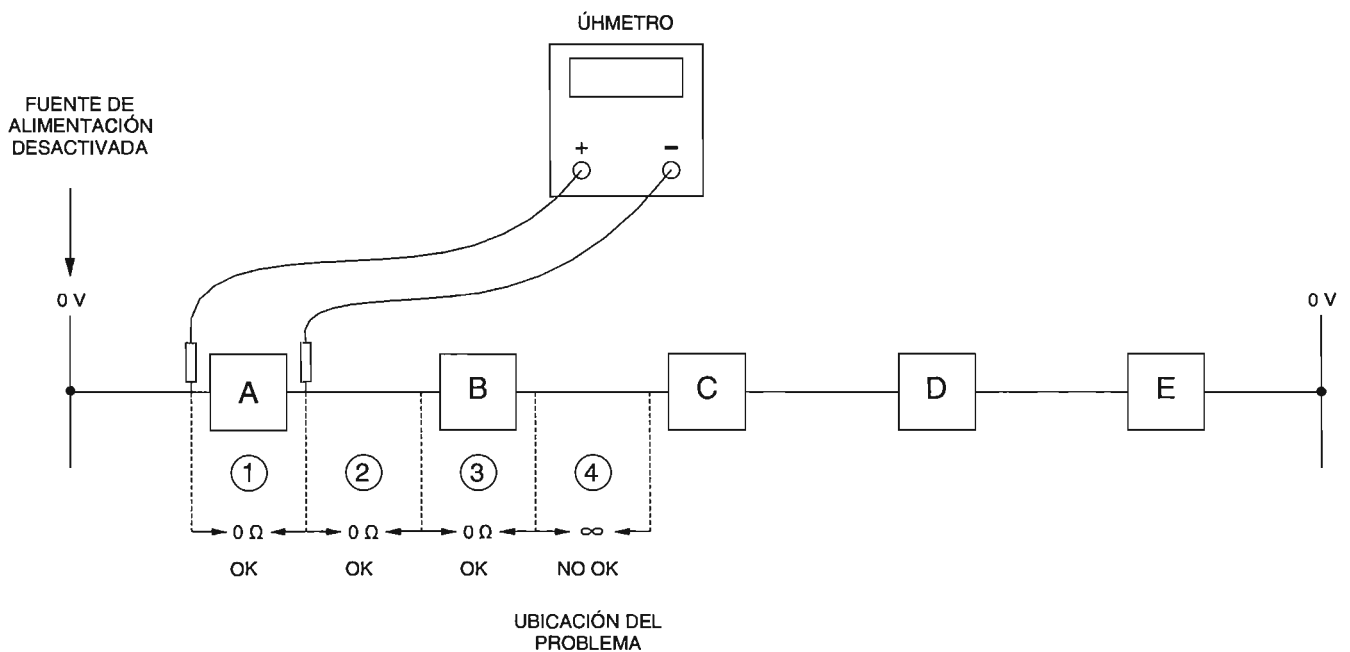 ÚHMETRO
FUENTE DE
ALIMENTACIÓN
DESACTIVADA
+ −
0 V
0 V
A B C D E
1 2 3 4
0 Ω 0 Ω 0 Ω ∞
OK OK OK NO OK
UBICACIÓN DEL
PROBLEMA